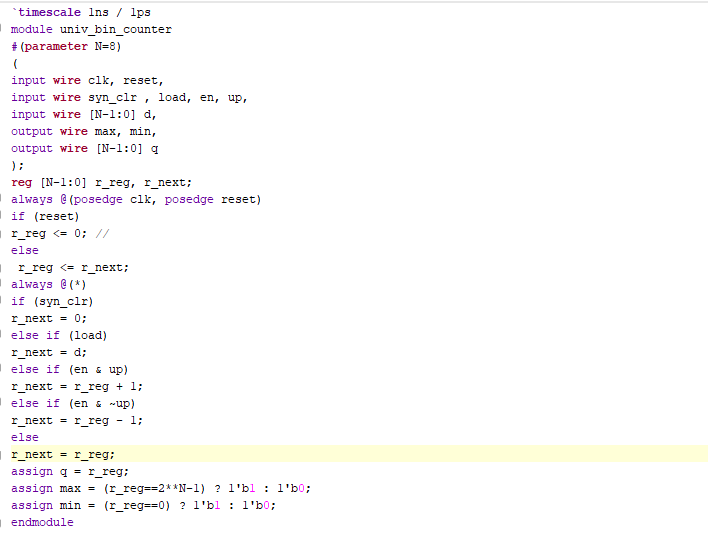 `timescale 1ns / 1ps
module univ_bin_counter
#(parameter N=8)
(
input wire clk, reset,
input wire syn_clr , load, en, up,
input wire [N-1:0] d,
output wire max, min,
output wire [N-1:0] q
);
reg [N-1:0] r_reg, r_next;
always @(posedge clk, posedge reset)
if (reset)
r_reg <= 0; //
else
 r_reg <= r_next;
always @(*)
if (syn_clr)
r_next = 0;
else if (load)
r_next = d;
else if (en & up)
r_next = r_reg + 1;
else if (en & ~up)
r_next = r_reg - 1;
else
r_next = r_reg;
assign q = r_reg;
assign max = (r_reg==2**N-1) ? 1'b1 : 1'b0;
assign min = (r_reg==0) ? 1'b1 : 1'b0;
endmodule